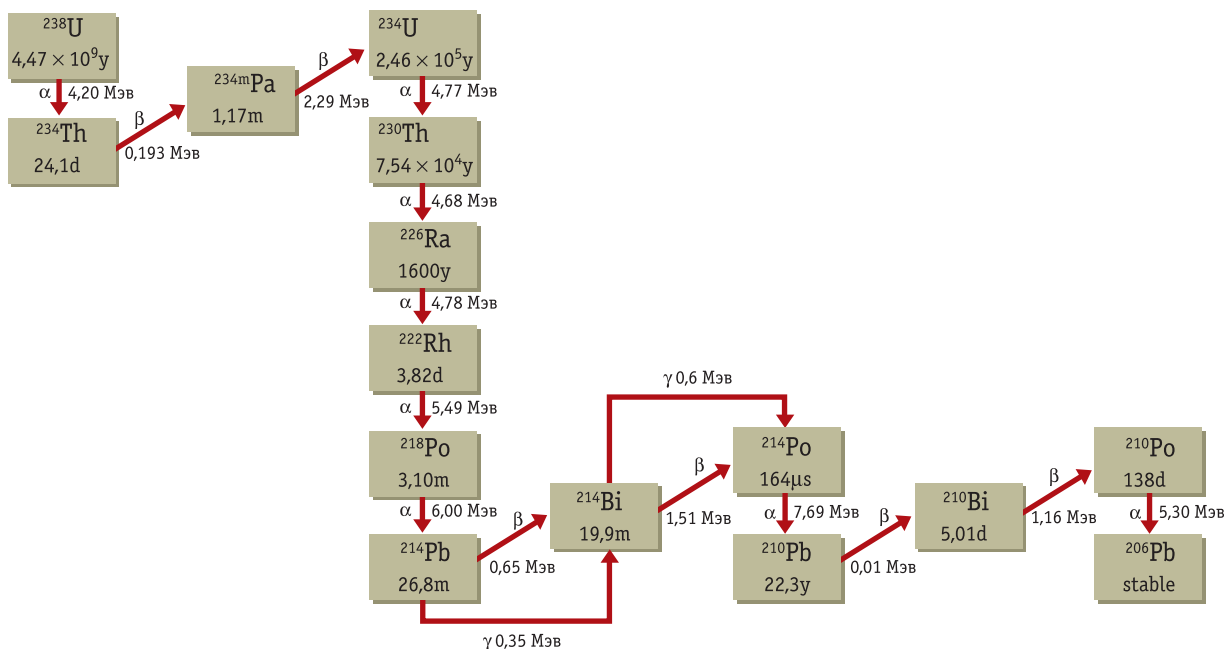 ²³⁸U
4,47 × 10⁹y
α 4,20 Мэв
²³⁴Th
24,1d
β
0,193 Мэв
²³⁴ᵐPa
1,17m
β
2,29 Мэв
²³⁴U
2,46 × 10⁵y
α 4,77 Мэв
²³⁰Th
7,54 × 10⁴y
α 4,68 Мэв
²²⁶Ra
1600y
α 4,78 Мэв
²²²Rh
3,82d
α 5,49 Мэв
²¹⁸Po
3,10m
α 6,00 Мэв
²¹⁴Pb
26,8m
β
0,65 Мэв
γ 0,35 Мэв
²¹⁴Bi
19,9m
γ 0,6 Мэв
β
1,51 Мэв
²¹⁴Po
164µs
α 7,69 Мэв
²¹⁰Pb
22,3y
β
0,01 Мэв
²¹⁰Bi
5,01d
β
1,16 Мэв
²¹⁰Po
138d
α 5,30 Мэв
²⁰⁶Pb
stable